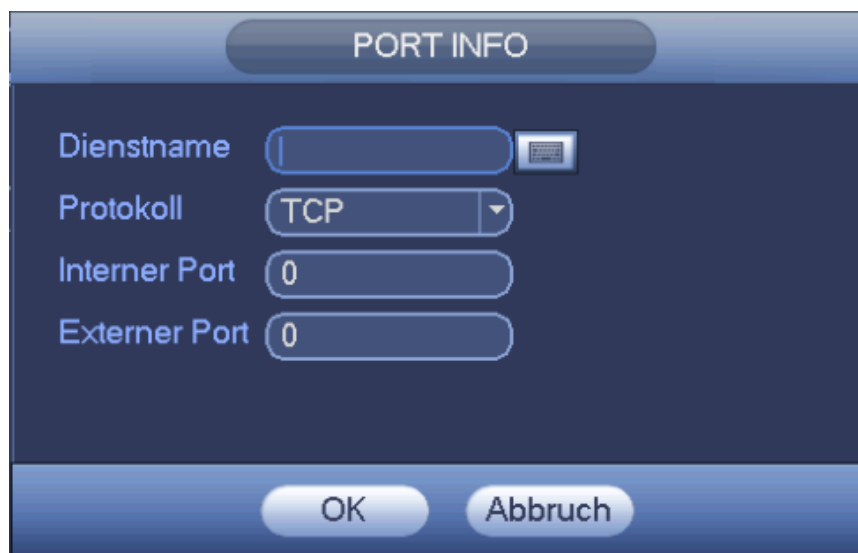 PORT INFO
Dienstname
Protokoll TCP
Interner Port 0
Externer Port 0
OK Abbruch